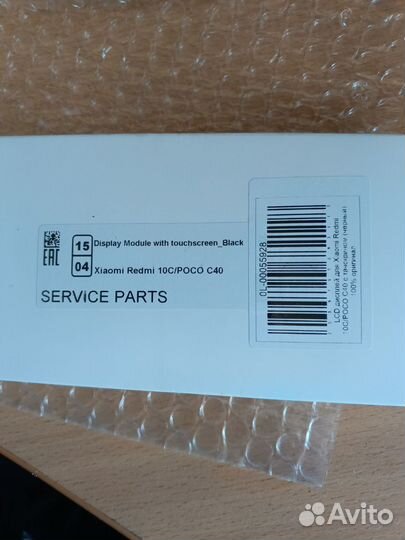 EAC
15
04
Display Module with touchscreen_Black
Xiaomi Redmi 10C/POCO C40
SERVICE PARTS
0L-00055928
LCD дисплей для Xiaomi Redmi
10C/POCO C40 с тачскрином (черный)
100% оригинал
Avito